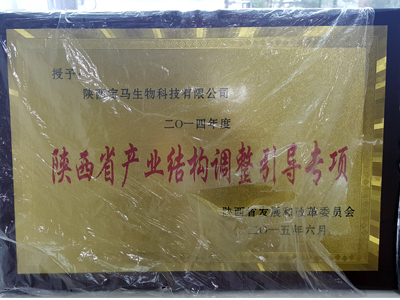 授于：
陕西宝马生物科技有限公司
二〇一四年度
陕西省产业结构调整引导专项
陕西省发展和改革委员会
二〇一五年六月